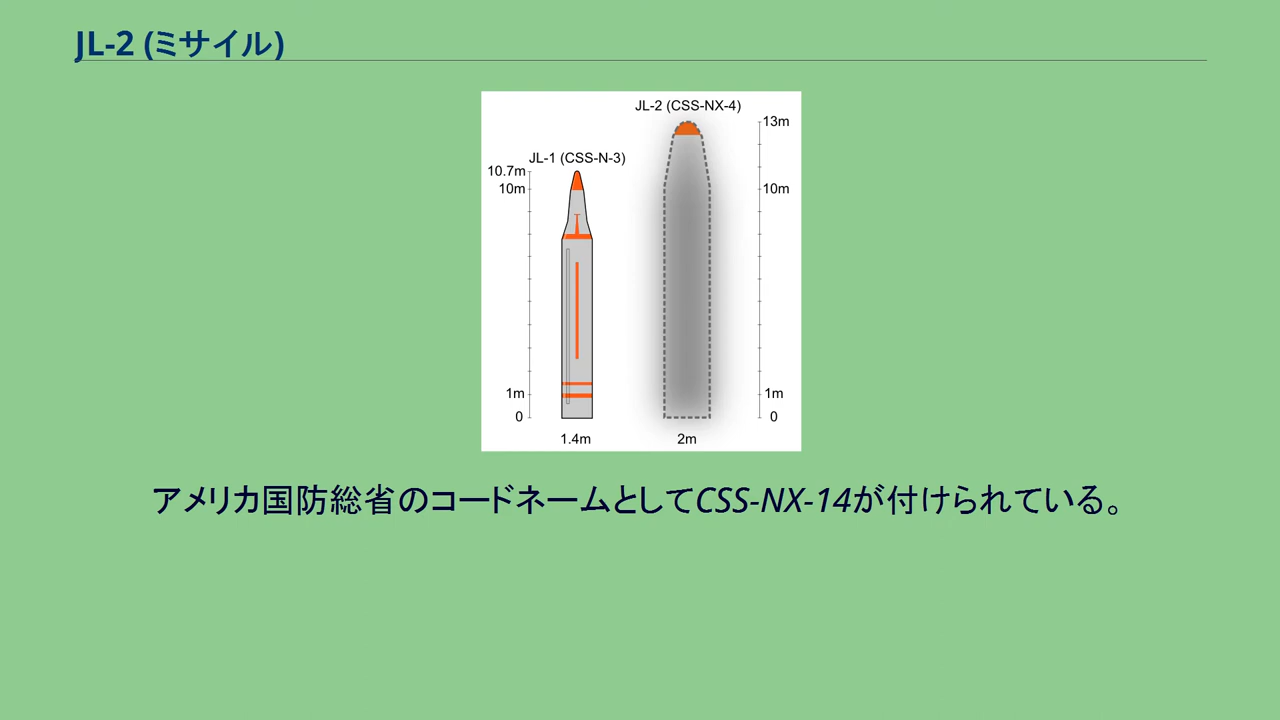 JL-2 (ミサイル)
JL-2 (CSS-NX-4)
13m
JL-1 (CSS-N-3)
10.7m
10m
10m
1m
1m
0
0
1.4m
2m
アメリカ国防総省のコードネームとしてCSS-NX-14が付けられている。